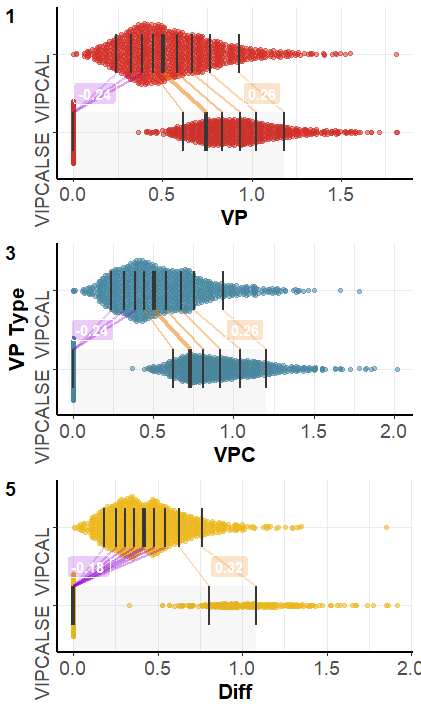 1
VIPCAL
-0.24
0.26
VIPCALSE
0.0
0.5
1.0
1.5
VP
3
VP Type
VIPCAL
-0.24
0.26
VIPCALSE
0.0
0.5
1.0
1.5
2.0
VPC
5
VIPCAL
-0.18
0.32
VIPCALSE
0.0
0.5
1.0
1.5
2.0
Diff